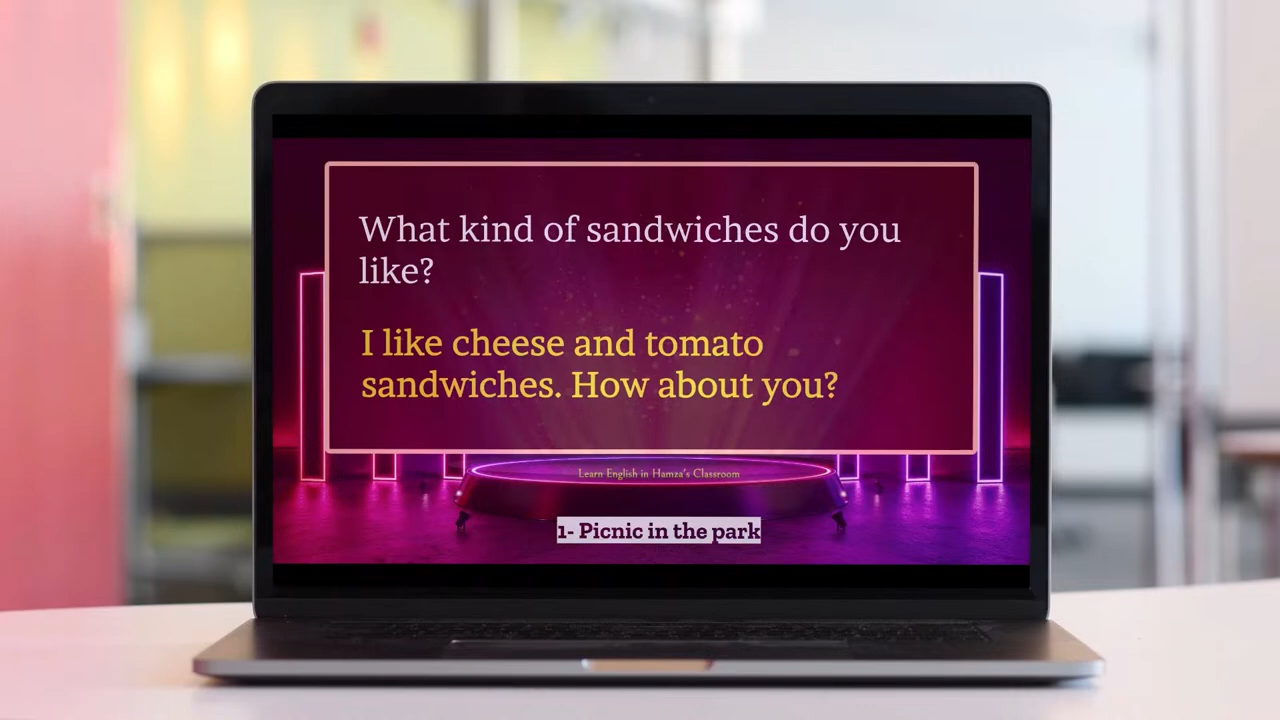 What kind of sandwiches do you
like?
I like cheese and tomato
sandwiches. How about you?
Learn English in Hamza's Classroom
1- Picnic in the park